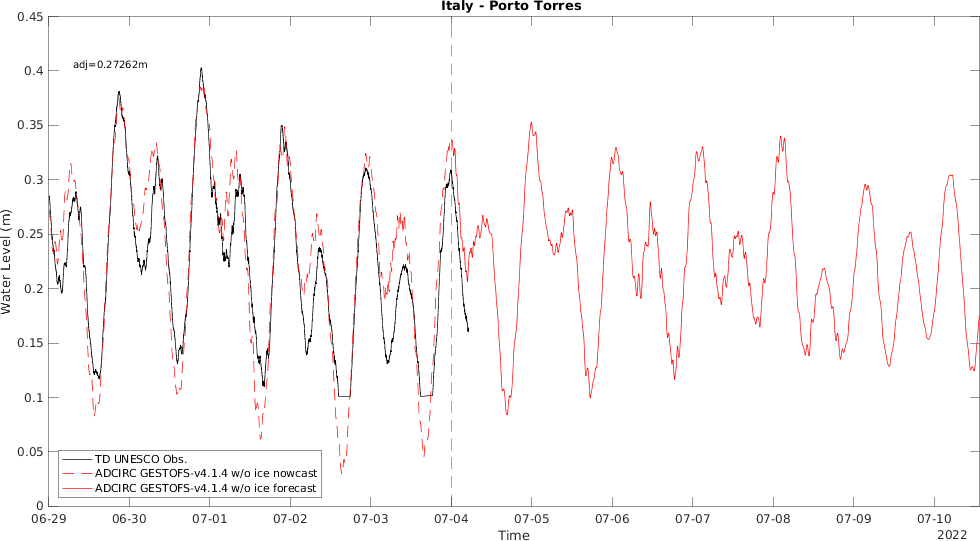 Italy - Porto Torres
0.45
0.4
0.35
0.3
0.25
0.2
0.15
0.1
0.05
0
Water Level (m)
adj=0.27262m
TD UNESCO Obs.
ADCIRC GESTOFS-v4.1.4 w/o ice nowcast
ADCIRC GESTOFS-v4.1.4 w/o ice forecast
06-29 06-30 07-01 07-02 07-03 07-04 07-05 07-06 07-07 07-08 07-09 07-10
Time
2022